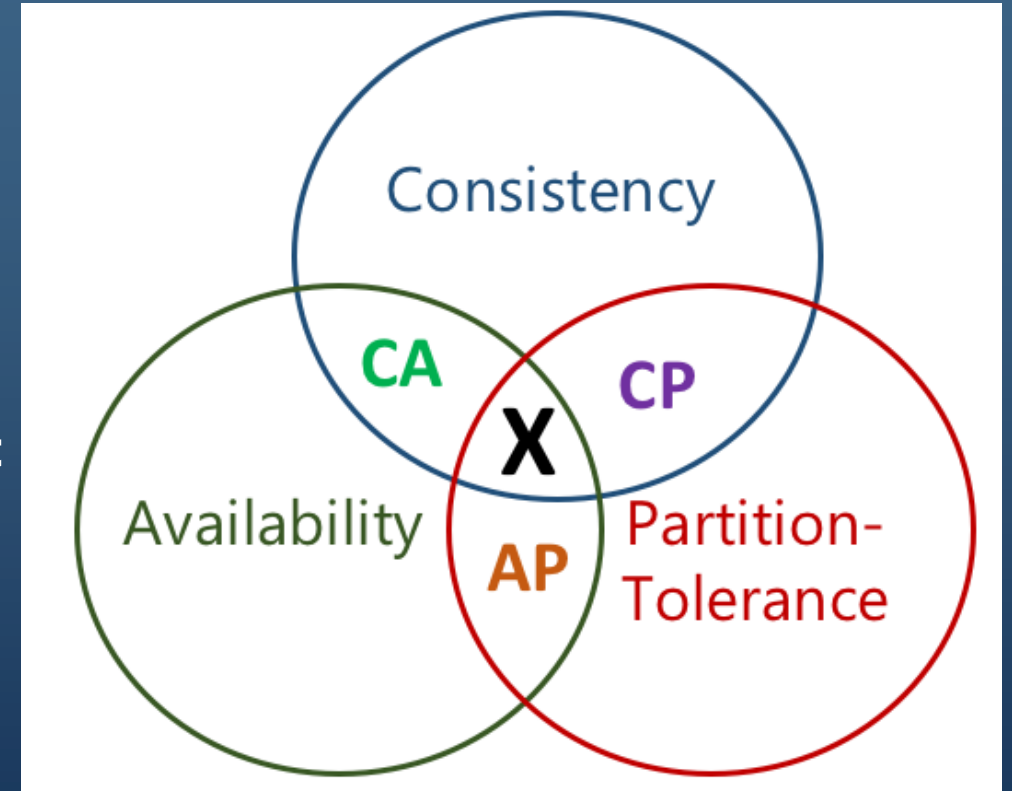 Consistency
CA
CP
X
Availability
Partition-
Tolerance
AP